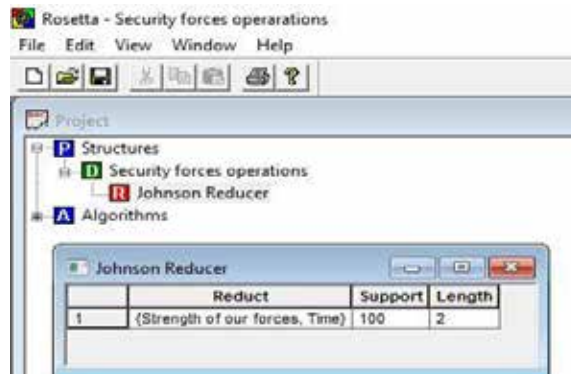 Rosetta - Security forces operarations
File Edit View Window Help
Project
P Structures
D Security forces operations
R Johnson Reducer
A Algorithms
Johnson Reducer
Reduct Support Length
1 {Strength of our forces, Time} 100 2